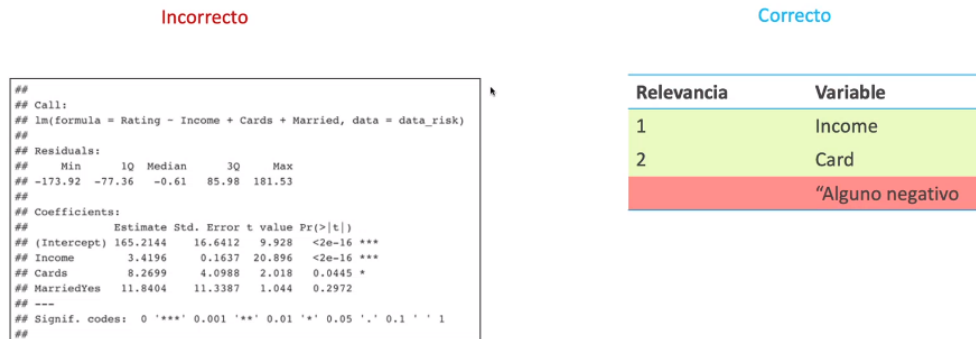 Incorrecto
Correcto
##
## Call:
## lm(formula = Rating ~ Income + Cards + Married, data = data_risk)
##
## Residuals:
##     Min      1Q  Median      3Q     Max
## -173.92  -77.36   -0.61   85.98  181.53
##
## Coefficients:
##             Estimate Std. Error t value Pr(>|t|)
## (Intercept) 165.2144    16.6412   9.928   <2e-16 ***
## Income        3.4196     0.1637  20.896   <2e-16 ***
## Cards         8.2699     4.0988   2.018   0.0445 *
## MarriedYes   11.8404    11.3387   1.044   0.2972
## ---
## Signif. codes:  0 '***' 0.001 '**' 0.01 '*' 0.05 '.' 0.1 ' ' 1
##
Relevancia Variable
1 Income
2 Card
“Alguno negativo